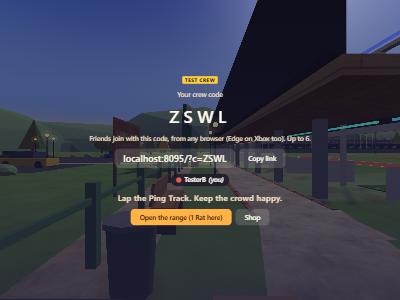 TEST CREW
Your crew code
ZSWL
Friends join with this code, from any browser (Edge on Xbox too). Up to 6.
localhost:8095/?c=ZSWL Copy link
TesterB (you)
Lap the Ping Track. Keep the crowd happy.
Open the range (1 Rat here) Shop